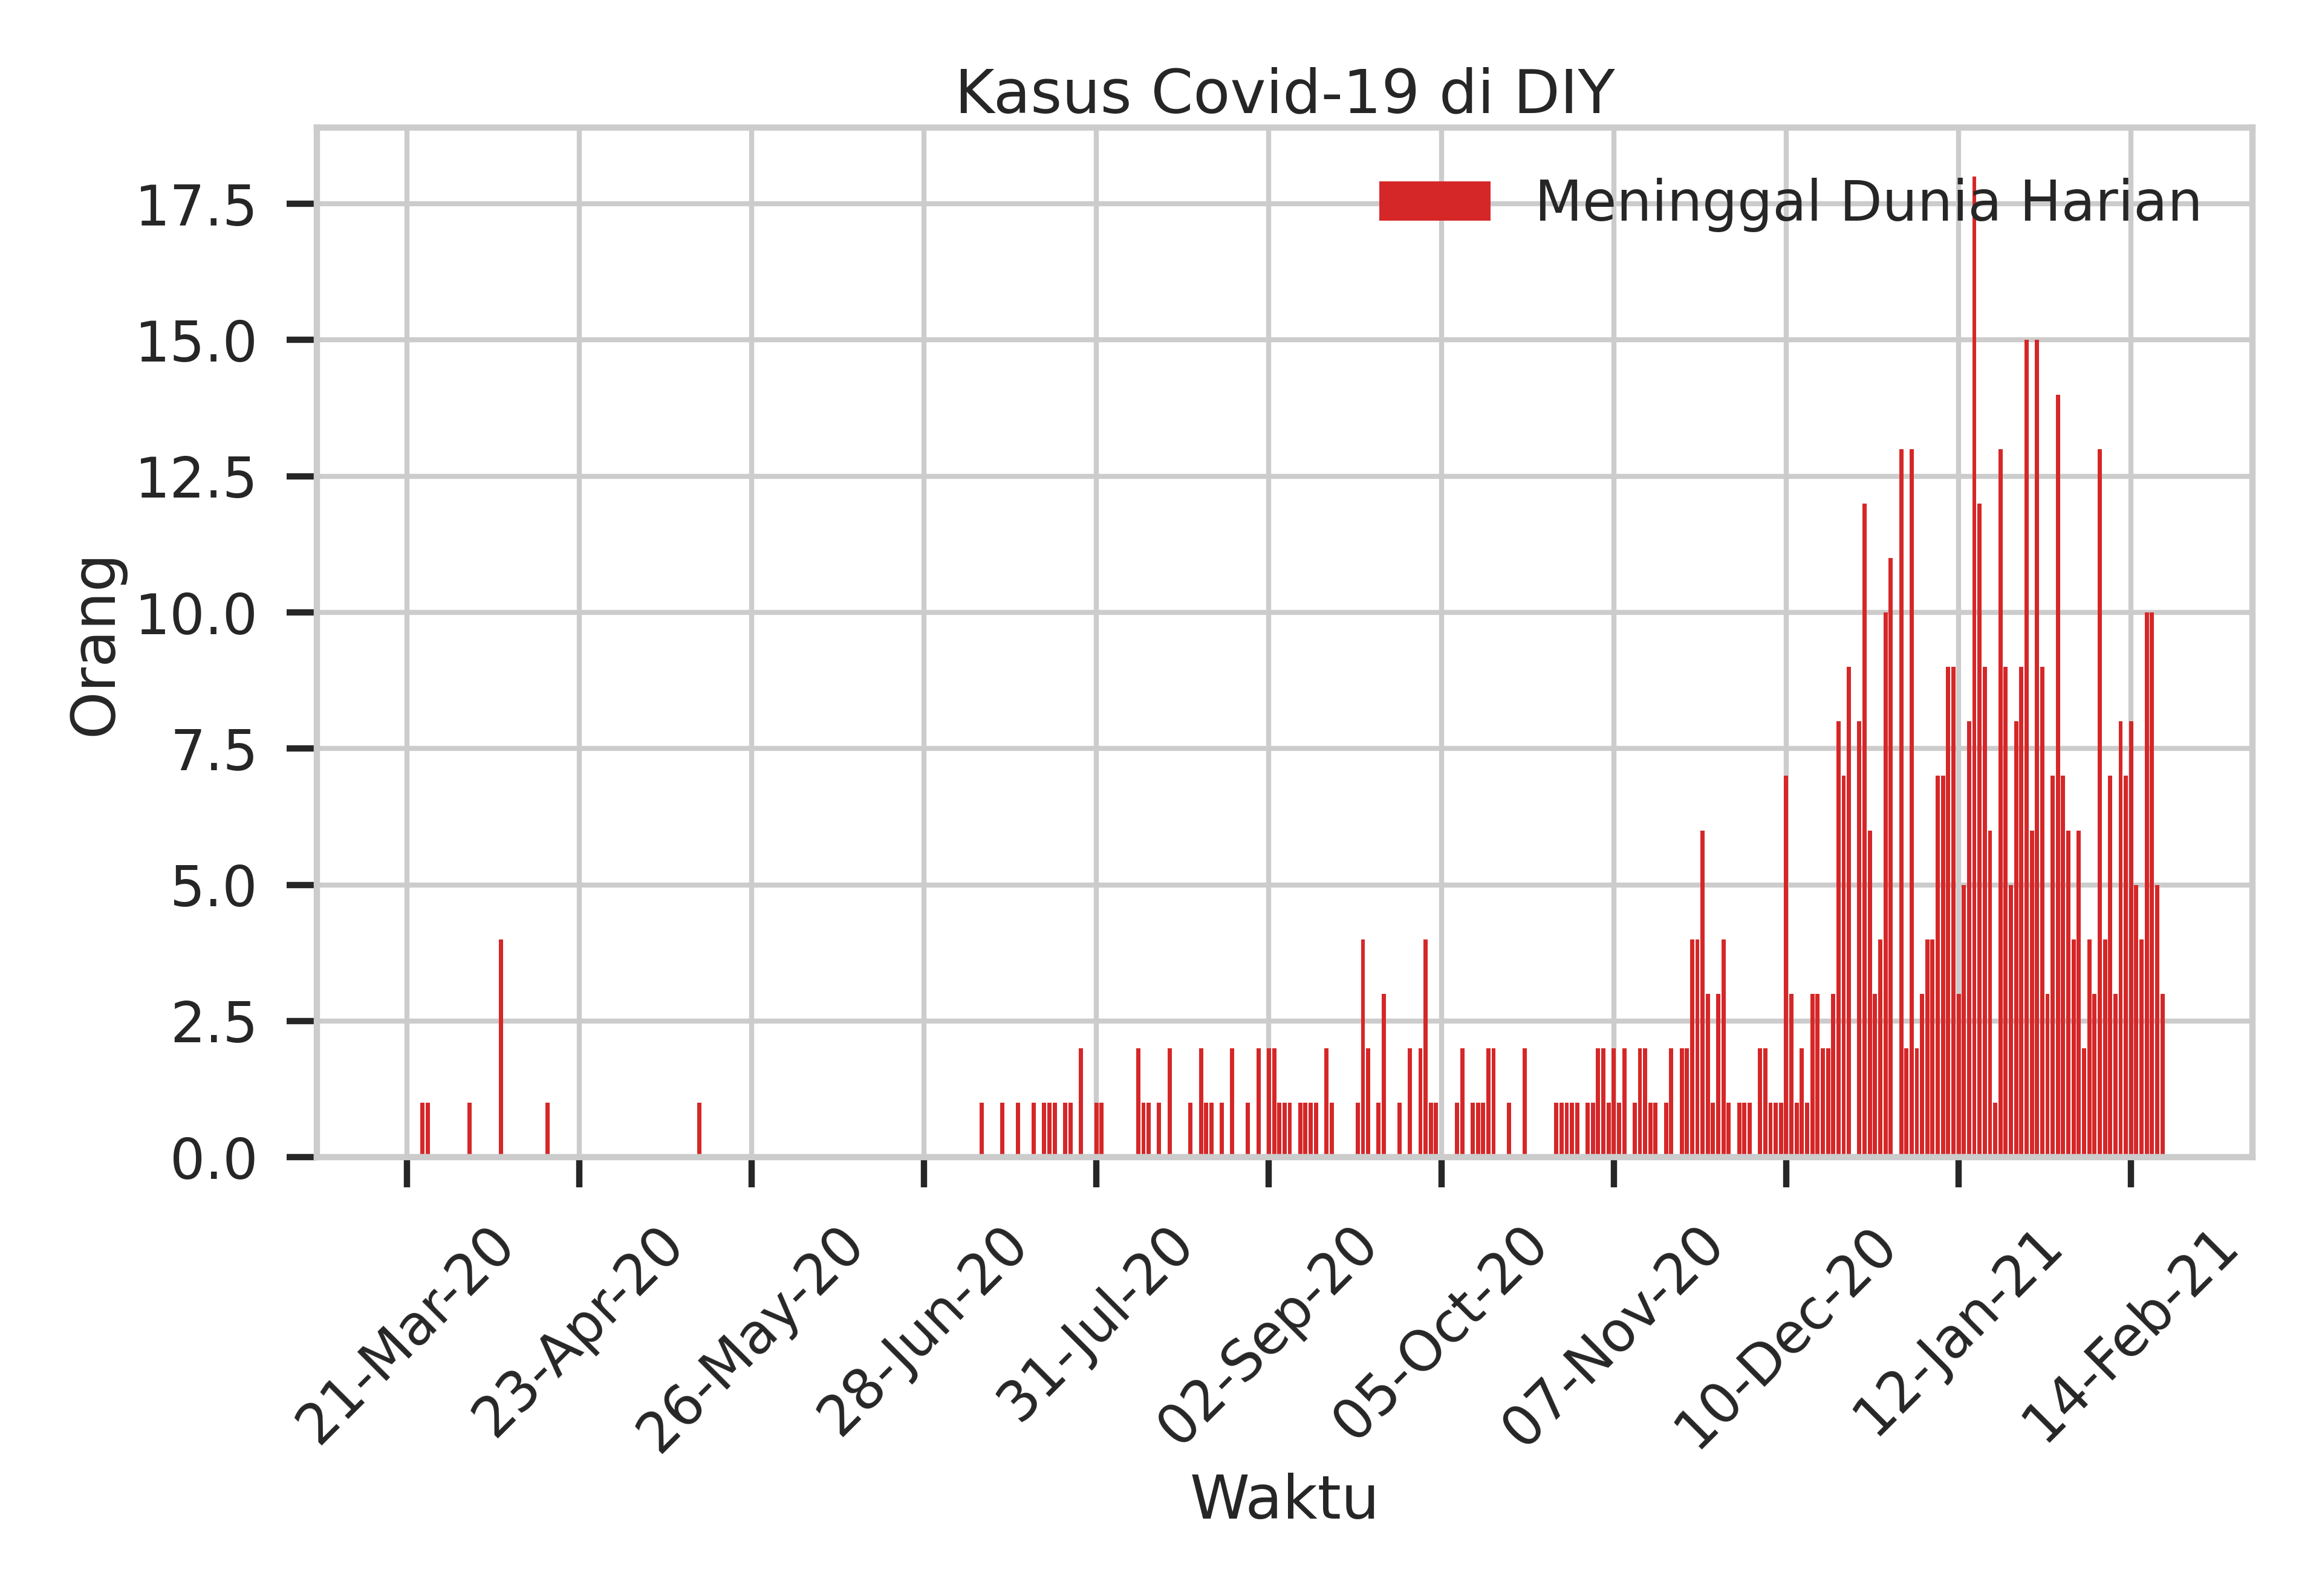 Kasus Covid-19 di DIY
Meninggal Dunia Harian
17.5
15.0
12.5
10.0
7.5
5.0
2.5
0.0
Orang
21-Mar-20
23-Apr-20
26-May-20
28-Jun-20
31-Jul-20
02-Sep-20
05-Oct-20
07-Nov-20
10-Dec-20
12-Jan-21
14-Feb-21
Waktu